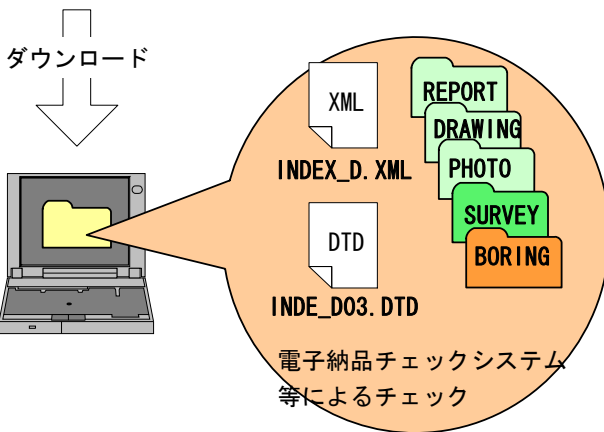 ダウンロード
XML
INDEX_D.XML
DTD
INDE_D03.DTD
REPORT
DRAWING
PHOTO
SURVEY
BORING
電子納品チェックシステム
等によるチェック